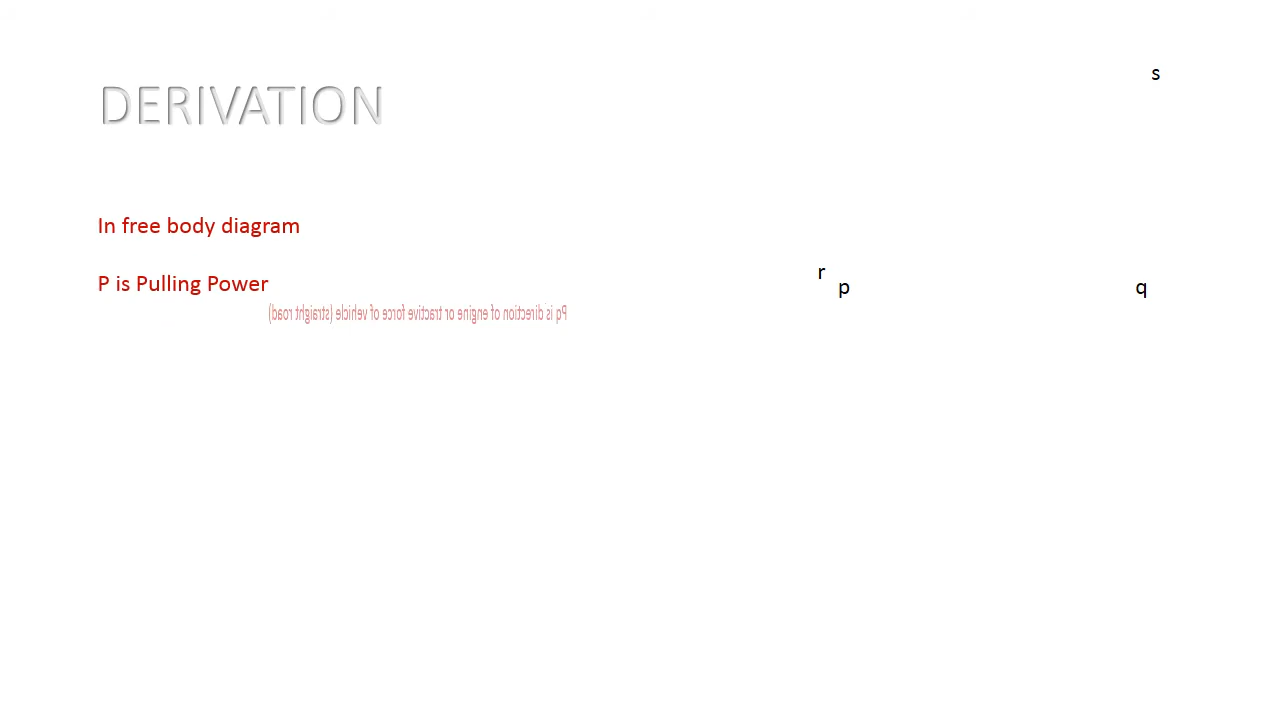 DERIVATION
s
In free body diagram
P is Pulling Power
r
p
q
Pq is direction of engine or tractive force of vehicle (straight road)